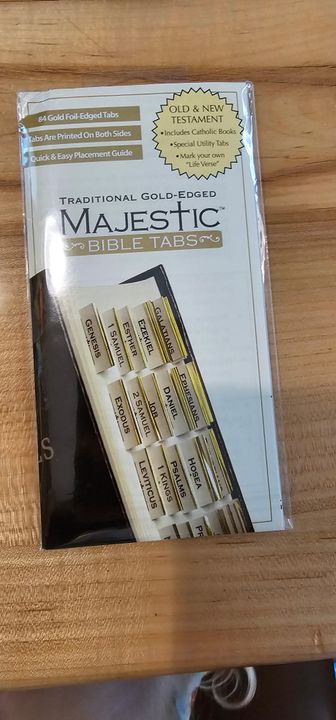 84 Gold Foil-Edged Tabs
Tabs Are Printed On Both Sides
Quick & Easy Placement Guide
OLD & NEW
TESTAMENT
•Includes Catholic Books
•Special Utility Tabs
•Mark your own
"Life Verse"
TRADITIONAL GOLD-EDGED
MAJESTIC™
BIBLE TABS
GENESIS
1 SAMUEL
ESTHER
EZEKIEL
GALATIANS
EXODUS
2 SAMUEL
JOB
DANIEL
EPHESIANS
LEVITICUS
1 KINGS
PSALMS
HOSEA